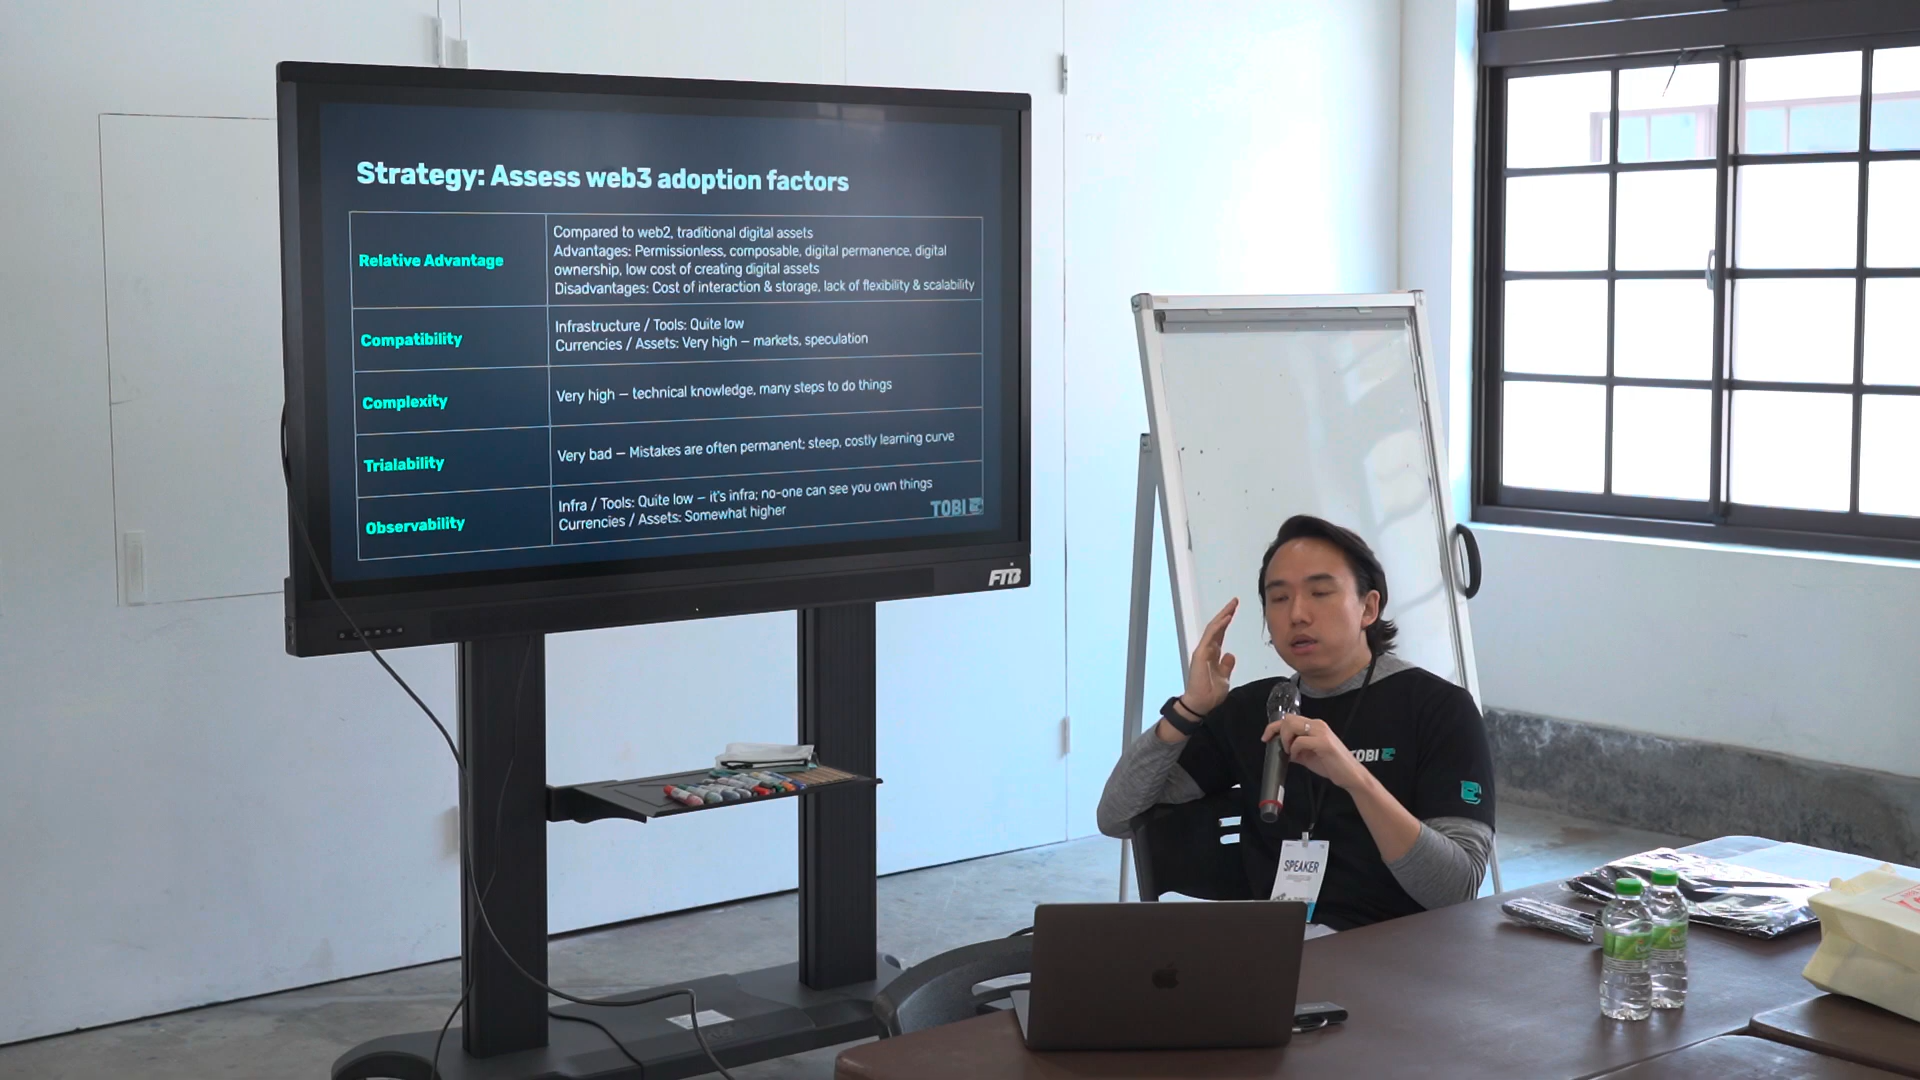 Strategy: Assess web3 adoption factors
Relative Advantage
Compared to web2, traditional digital assets
Advantages: Permissionless, composable, digital permanence, digital
ownership, low cost of creating digital assets
Disadvantages: Cost of interaction & storage, lack of flexibility & scalability
Compatibility
Infrastructure / Tools: Quite low
Currencies / Assets: Very high – markets, speculation
Complexity
Very high – technical knowledge, many steps to do things
Trialability
Very bad – Mistakes are often permanent; steep, costly learning curve
Observability
Infra / Tools: Quite low – it's infra; no-one can see you own things
Currencies / Assets: Somewhat higher
TOBI
FTB
TOBI
SPEAKER